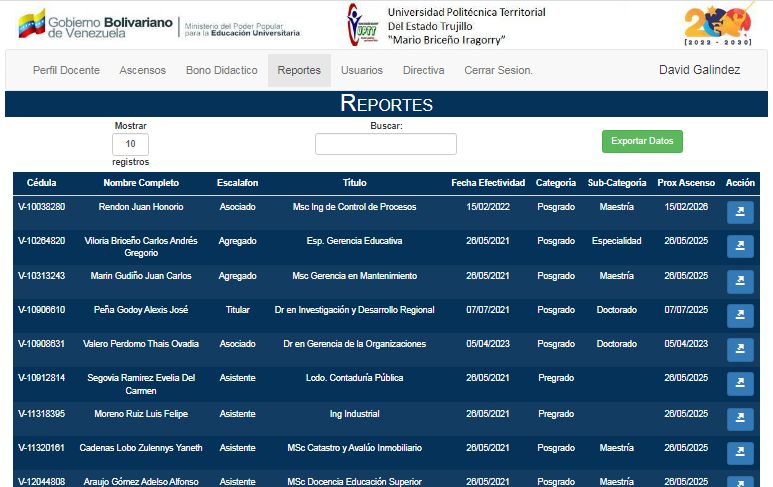 Gobierno Bolivariano
de Venezuela
Ministerio del Poder Popular
para la Educación Universitaria
UPTT
Universidad Politécnica Territorial
Del Estado Trujillo
"Mario Briceño Iragorry"
200
[2022 - 2030]
Perfil Docente Ascensos Bono Didactico Reportes Usuarios Directiva Cerrar Sesion. David Galindez
REPORTES
Mostrar
10
registros
Buscar:
Exportar Datos
Cédula Nombre Completo Escalafon Título Fecha Efectividad Categoría Sub-Categoría Prox Ascenso Acción
V-10038280 Rendon Juan Honorio Asociado Msc Ing de Control de Procesos 15/02/2022 Posgrado Maestría 15/02/2026
V-10264820 Viloria Briceño Carlos Andrés Agregado Esp. Gerencia Educativa 26/05/2021 Posgrado Especialidad 26/05/2025
Gregorio
V-10313243 Marin Gudiño Juan Carlos Agregado Msc Gerencia en Mantenimiento 26/05/2021 Posgrado Maestría 26/05/2025
V-10906610 Peña Godoy Alexis José Titular Dr en Investigación y Desarrollo Regional 07/07/2021 Posgrado Doctorado 07/07/2025
V-10908631 Valero Perdomo Thais Ovadia Asociado Dr en Gerencia de la Organizaciones 05/04/2023 Posgrado Doctorado 05/04/2023
V-10912814 Segovia Ramirez Evelia Del Asistente Lodo. Contaduría Pública 26/05/2021 Pregrado 26/05/2025
Carmen
V-11318395 Moreno Ruiz Luis Felipe Asistente Ing Industrial 26/05/2021 Pregrado 26/05/2025
V-11320161 Cadenas Lobo Zulennys Yaneth Asistente MSc Catastro y Avalúo Inmobiliario 26/05/2021 Posgrado Maestría 26/05/2025
V-12044808 Araujo Gómez Adelso Alfonso Asistente MSc Docencia Educación Superior 26/05/2021 Posgrado Maestría 26/05/2025